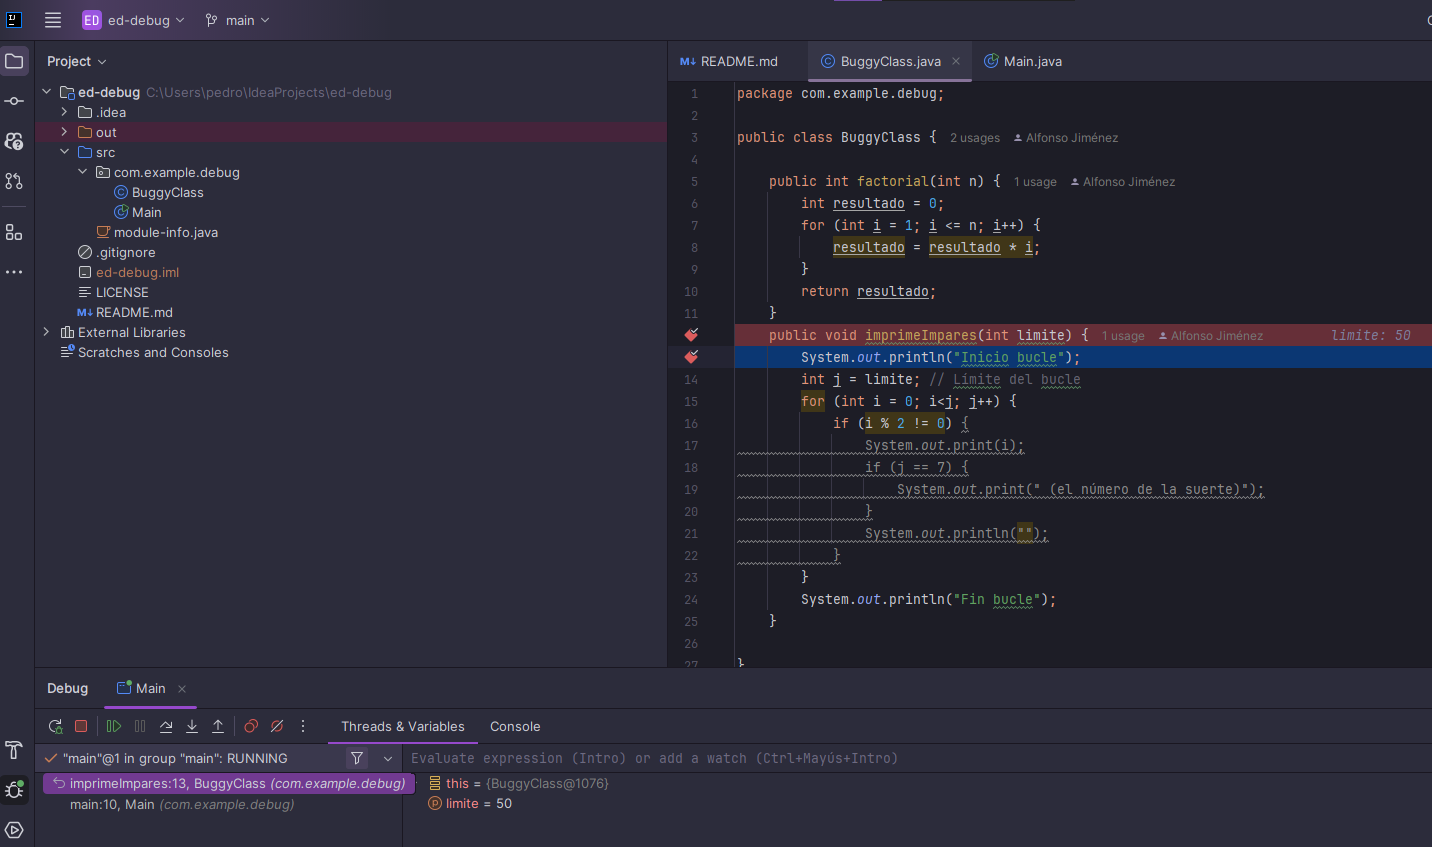 IJ
ED ed-debug main
Project
ed-debug C:\Users\pedro\IdeaProjects\ed-debug
.idea
out
src
com.example.debug
BuggyClass
Main
module-info.java
.gitignore
ed-debug.iml
LICENSE
M↓ README.md
External Libraries
Scratches and Consoles
M↓ README.md BuggyClass.java Main.java
1 package com.example.debug;
2
3 public class BuggyClass { 2 usages Alfonso Jiménez
4
5 public int factorial(int n) { 1 usage Alfonso Jiménez
6 int resultado = 0;
7 for (int i = 1; i <= n; i++) {
8 resultado = resultado * i;
9 }
10 return resultado;
11 }
public void imprimeImpares(int limite) { 1 usage Alfonso Jiménez limite: 50
System.out.println("Inicio bucle");
14 int j = limite; // Límite del bucle
15 for (int i = 0; i<j; j++) {
16 if (i % 2 != 0) {
17 System.out.print(i);
18 if (j == 7) {
19 System.out.print(" (el número de la suerte)");
20 }
21 System.out.println("");
22 }
23 }
24 System.out.println("Fin bucle");
25 }
26
27 }
Debug Main
Threads & Variables Console
"main"@1 in group "main": RUNNING
imprimeImpares:13, BuggyClass (com.example.debug)
main:10, Main (com.example.debug)
Evaluate expression (Intro) or add a watch (Ctrl+Mayús+Intro)
this = {BuggyClass@1076}
limite = 50